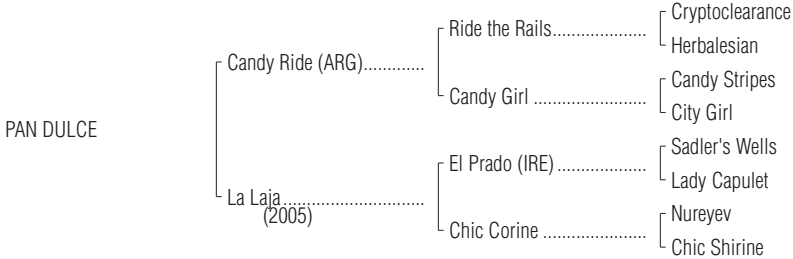 Cryptoclearance
Ride the Rails....................
Herbalesian
Candy Ride (ARG).............
Candy Stripes
Candy Girl ........................
City Girl
PAN DULCE
Sadler's Wells
El Prado (IRE) ...................
Lady Capulet
La Laja ..............................
(2005)
Nureyev
Chic Corine ......................
Chic Shirine